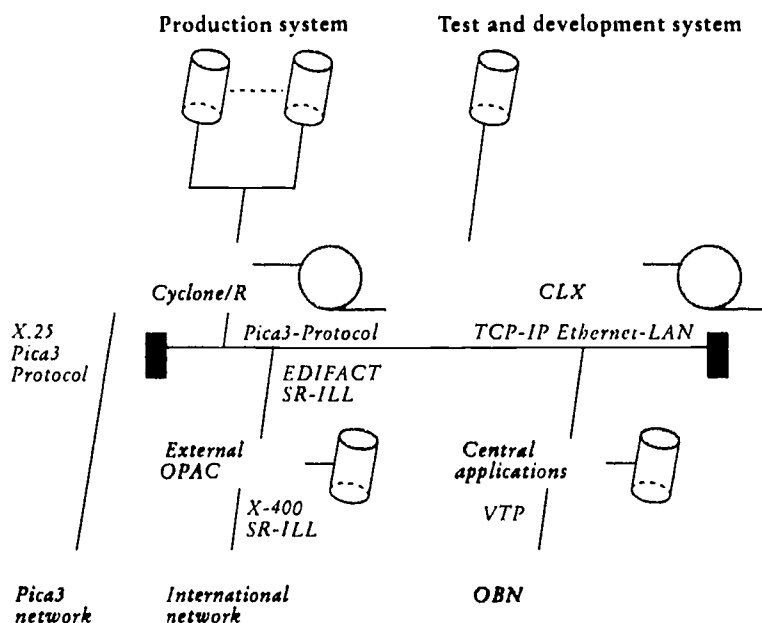 Production system
Test and development system
Cyclone/R
CLX
X.25
Pica3
Protocol
Pica3-Protocol
TCP-IP Ethernet-LAN
EDIFACT
SR-ILL
External
OPAC
Central
applications
X-400
SR-ILL
VTP
Pica3
network
International
network
OBN